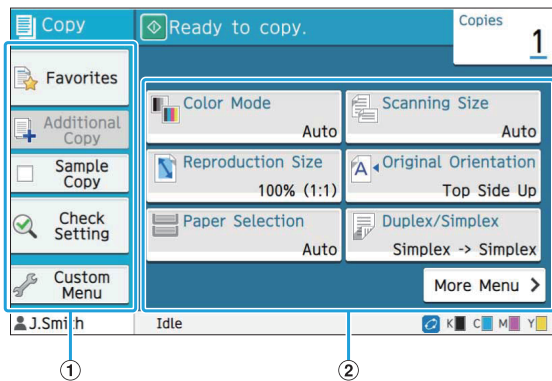 Copy
Ready to copy.
Copies
1
Favorites
Additional
Copy
Sample
Copy
Check
Setting
Custom
Menu
Color Mode
Auto
Scanning Size
Auto
Reproduction Size
100% (1:1)
Original Orientation
Top Side Up
Paper Selection
Auto
Duplex/Simplex
Simplex -> Simplex
More Menu >
J.Smith
Idle
K C M Y
① ②